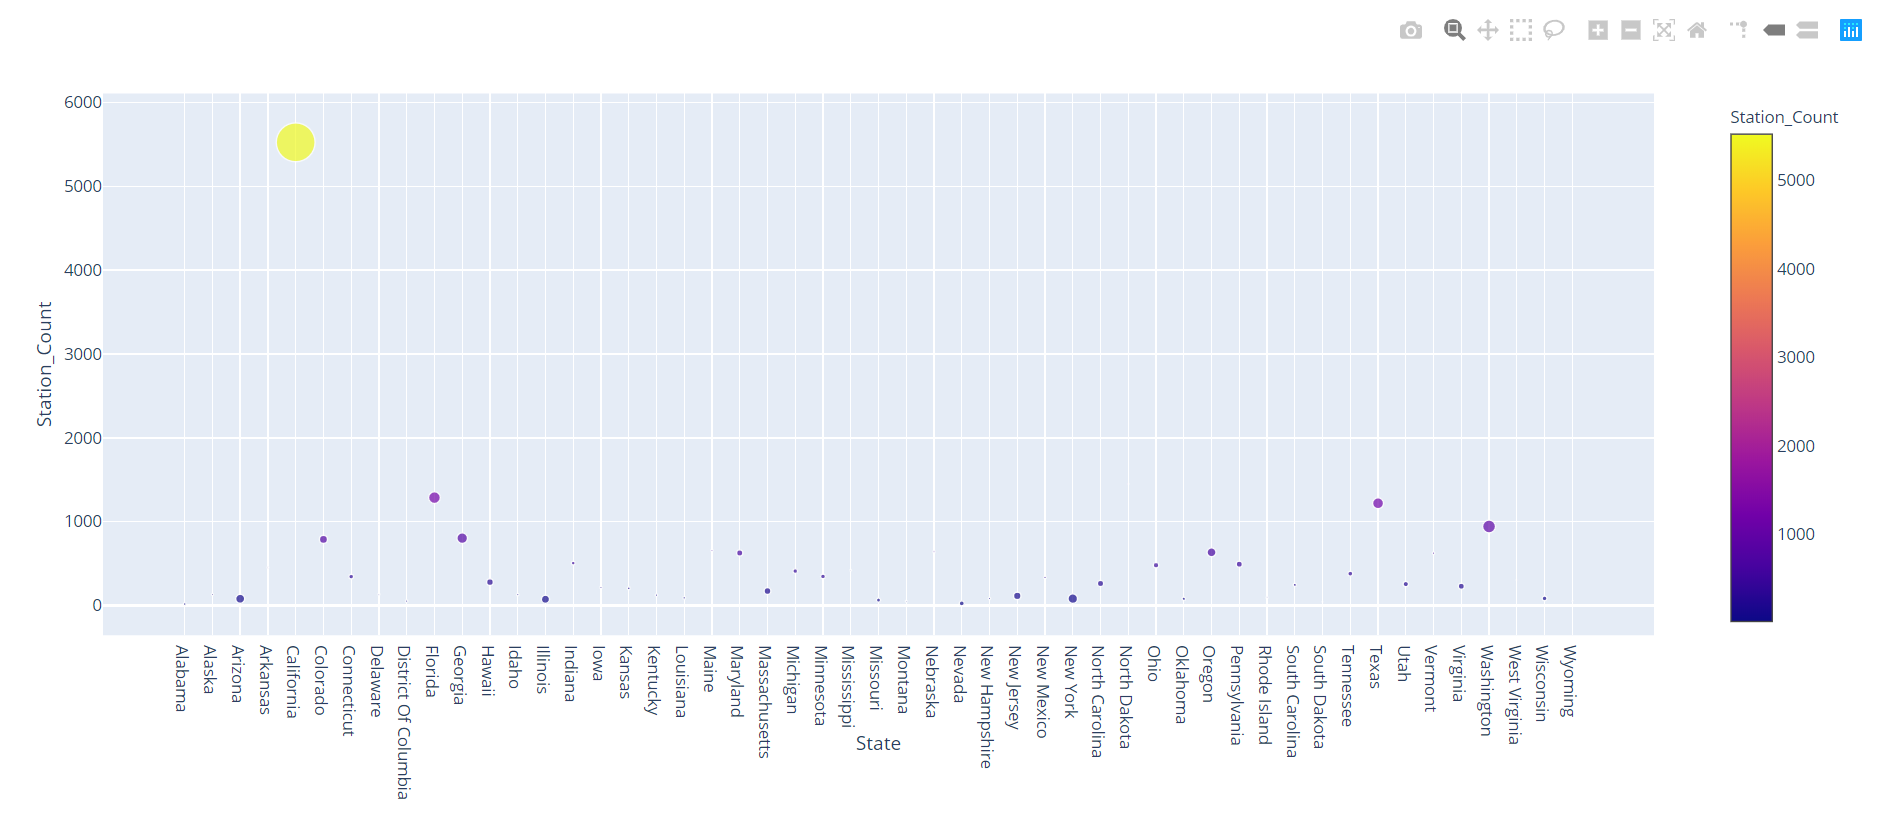 6000
5000
4000
3000
2000
1000
0
Station_Count
Alabama
Alaska
Arizona
Arkansas
California
Colorado
Connecticut
Delaware
District Of Columbia
Florida
Georgia
Hawaii
Idaho
Illinois
Indiana
Iowa
Kansas
Kentucky
Louisiana
Maine
Maryland
Massachusetts
Michigan
Minnesota
Mississippi
Missouri
Montana
Nebraska
Nevada
New Hampshire
New Jersey
New Mexico
New York
North Carolina
North Dakota
Ohio
Oklahoma
Oregon
Pennsylvania
Rhode Island
South Carolina
South Dakota
Tennessee
Texas
Utah
Vermont
Virginia
Washington
West Virginia
Wisconsin
Wyoming
State
Station_Count
5000
4000
3000
2000
1000